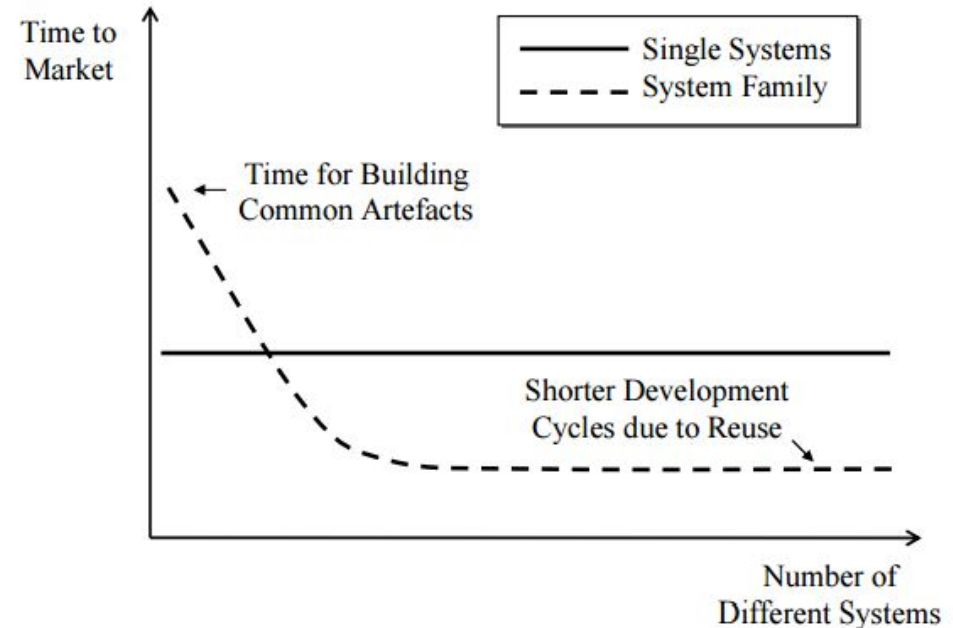 Time to
Market
Single Systems
System Family
Time for Building
Common Artefacts
Shorter Development
Cycles due to Reuse
Number of
Different Systems